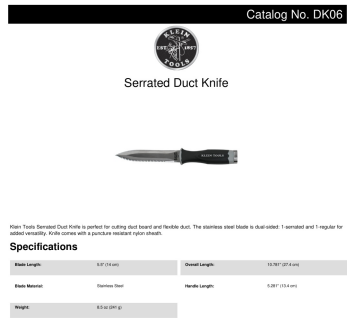 Catalog No. DK06
KLEIN
SINCE 1857
TOOLS
Serrated Duct Knife
KLEIN TOOLS
Klein Tools Serrated Duct Knife is perfect for cutting duct board and flexible duct. The stainless steel blade is dual-sided: 1-serrated and 1-regular for
added versatility. Knife comes with a puncture resistant nylon sheath.
Specifications
Blade Length: 5.5" (14 cm) Overall Length: 10.781" (27.4 cm)
Blade Material: Stainless Steel Handle Length: 5.281" (13.4 cm)
Weight: 8.5 oz (241 g)